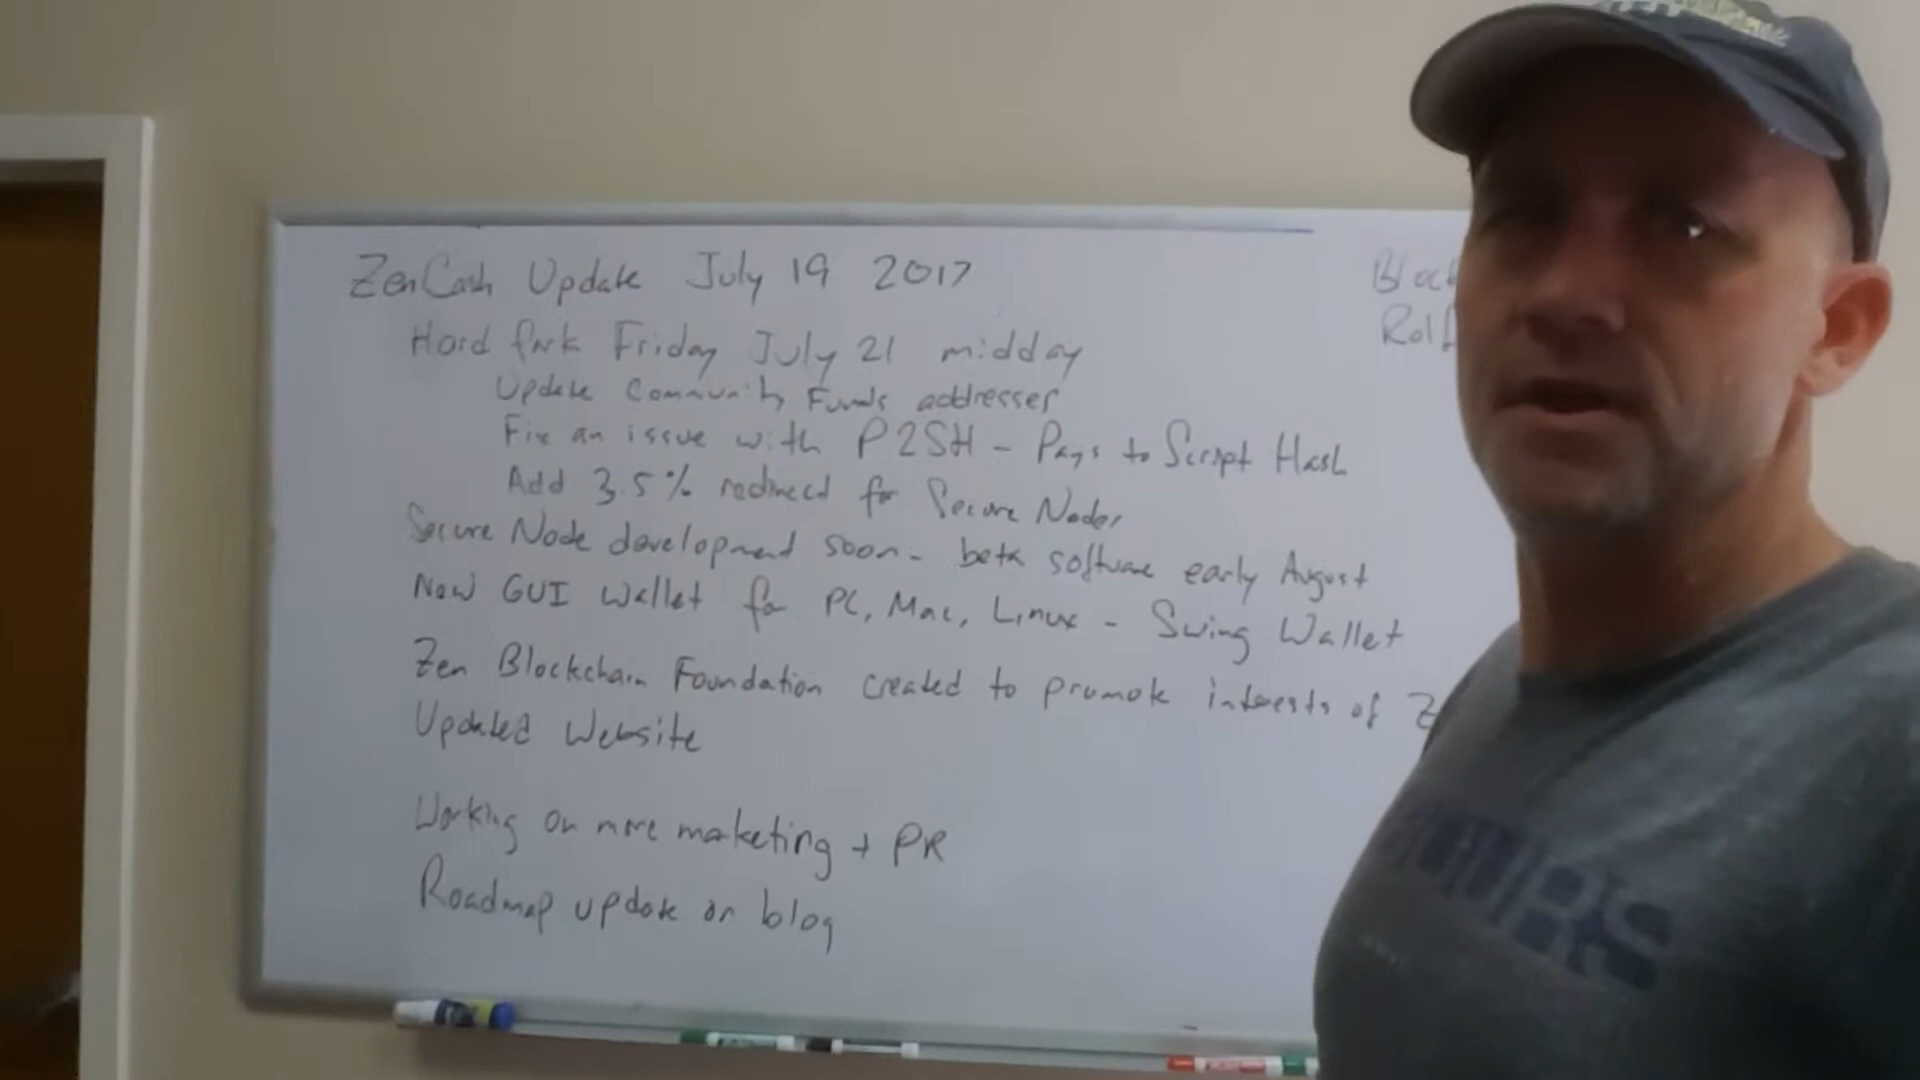 ZenCash Update July 19 2017
Hard fork Friday July 21 midday
Update Community Funds addresses
Fix an issue with P2SH - Pays to Script Hash
Add 3.5% redirect for Secure Nodes
Secure Node development soon - beta software early August
New GUI Wallet for PC, Mac, Linux - Swing Wallet
Zen Blockchain Foundation created to promote interests of Z
Updated Website
Working on more marketing + PR
Roadmap update on blog
Block
Rolf